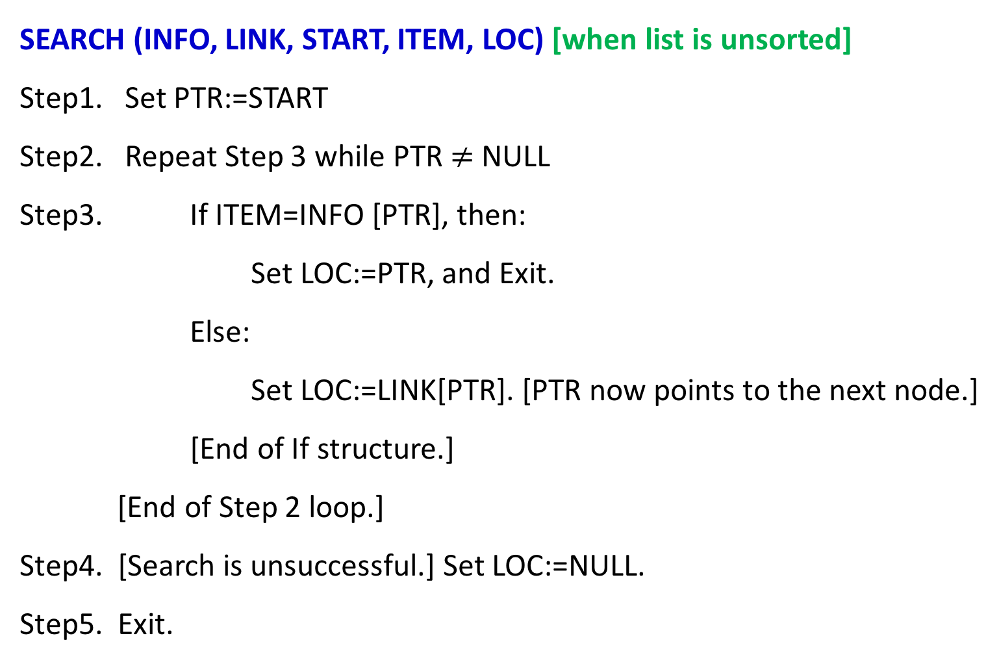 SEARCH (INFO, LINK, START, ITEM, LOC) [when list is unsorted]
Step1. Set PTR:=START
Step2. Repeat Step 3 while PTR ≠ NULL
Step3. If ITEM=INFO [PTR], then:
Set LOC:=PTR, and Exit.
Else:
Set LOC:=LINK[PTR]. [PTR now points to the next node.]
[End of If structure.]
[End of Step 2 loop.]
Step4. [Search is unsuccessful.] Set LOC:=NULL.
Step5. Exit.